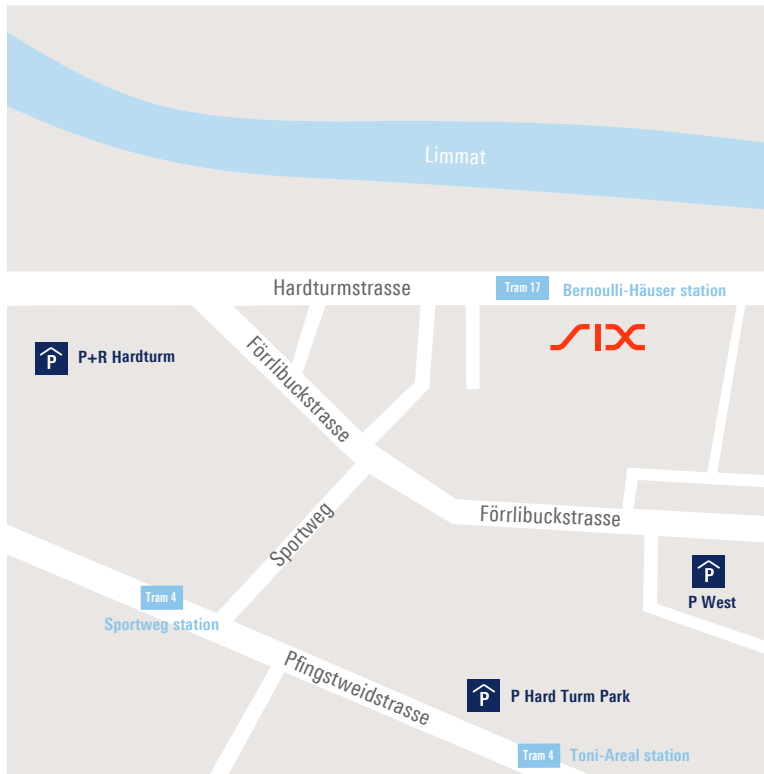 Limmat
Hardturmstrasse
Tram 17
Bernoulli-Häuser station
SIX
P
P+R Hardturm
Förrlibuckstrasse
Förrlibuckstrasse
Sportweg
P
P West
Tram 4
Sportweg station
Pfingstweidstrasse
P
P Hard Turm Park
Tram 4
Toni-Areal station